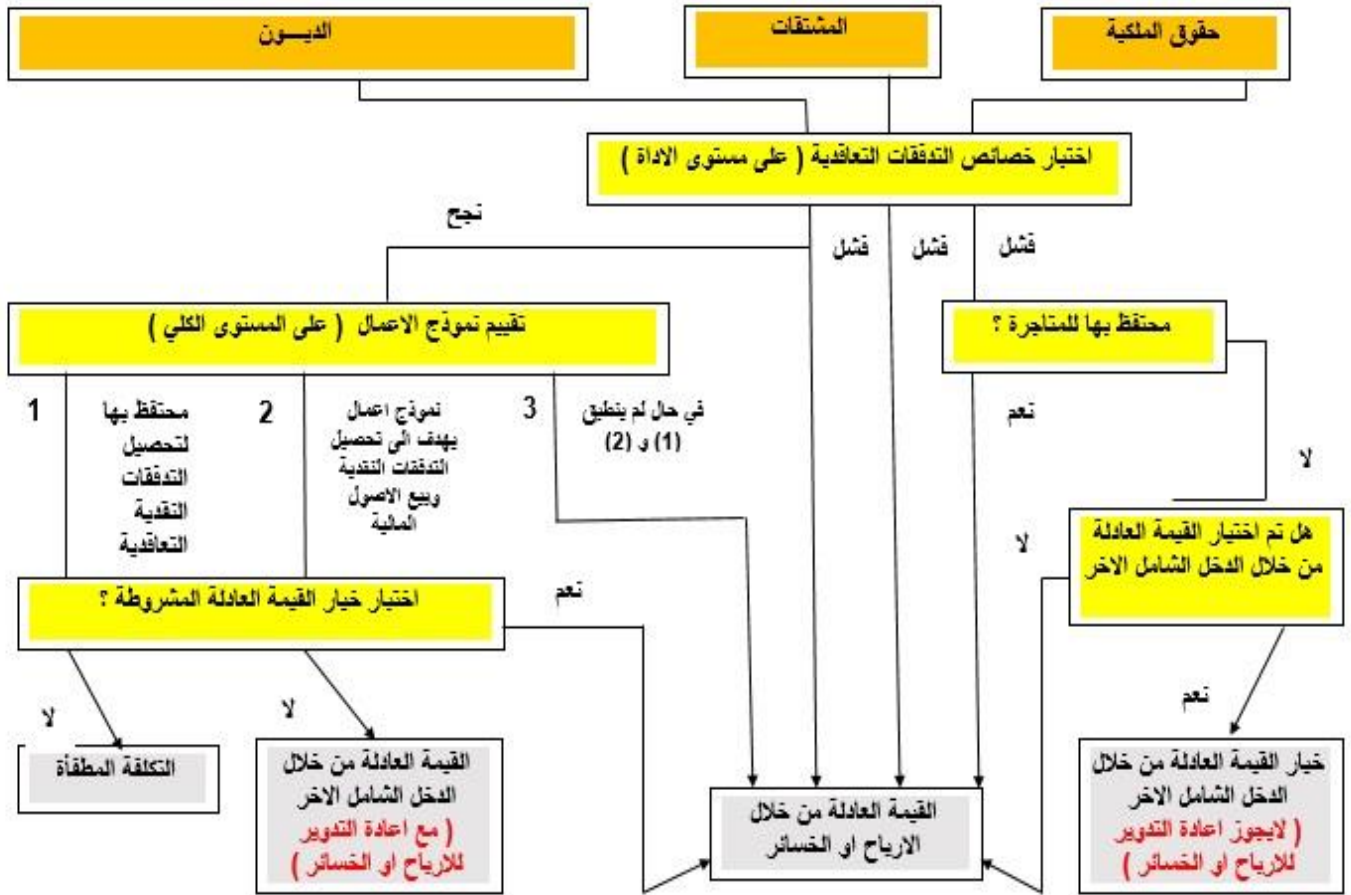 حقوق الملكية
المشتقات
الديـــون
اختبار خصائص التدفقات التعاقدية ( على مستوى الاداة )
نجح
فشل
فشل
فشل
محتفظ بها للمتاجرة ؟
تقييم نموذج الاعمال ( على المستوى الكلي )
نعم
لا
1
محتفظ بها
لتحصيل
التدفقات
النقدية
التعاقدية
2
نموذج اعمال
يهدف الى تحصيل
التدفقات النقدية
وبيع الاصول
المالية
3
في حال لم ينطبق
(1) و (2)
هل تم اختيار القيمة العادلة
من خلال الدخل الشامل الاخر
لا
نعم
اختيار خيار القيمة العادلة المشروطة ؟
نعم
لا
لا
خيار القيمة العادلة من خلال
الدخل الشامل الاخر
( لايجوز اعادة التدوير
للارباح او الخسائر )
القيمة العادلة من خلال
الارباح او الخسائر
القيمة العادلة من خلال
الدخل الشامل الاخر
( مع اعادة التدوير
للارباح او الخسائر )
التكلفة المطفأة